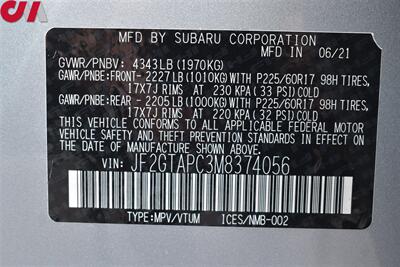 MFD BY SUBARU CORPORATION
IN 06/21
GVWR/PNBV: 4343LB(1970KG)
GAWR/PNBE:FRONT- 2227LB(1010KG)WITH P225/60R17 98H TIRES,
17X7J RIMS AT 230 KPA (33 PSI)COLD
GAWR/PNBE:REAR - 2205LB(1000KG)WITH P225/60R17 98H TIRES,
17X7J RIMS AT 220 KPA (32 PSI)COLD
THIS VEHICLE CONFORMS TO ALL APPLICABLE
FEDERAL MOTOR VEHICLE SAFETY, BUMPER,
AND THEFT PREVENTION STANDARDS IN EFFECT
ON THE DATE OF MANUFACTURE SHOWN ABOVE.
VIN: JF2GTAPC3M8374056
TYPE:MPV/VTUM ICES/NMB-002